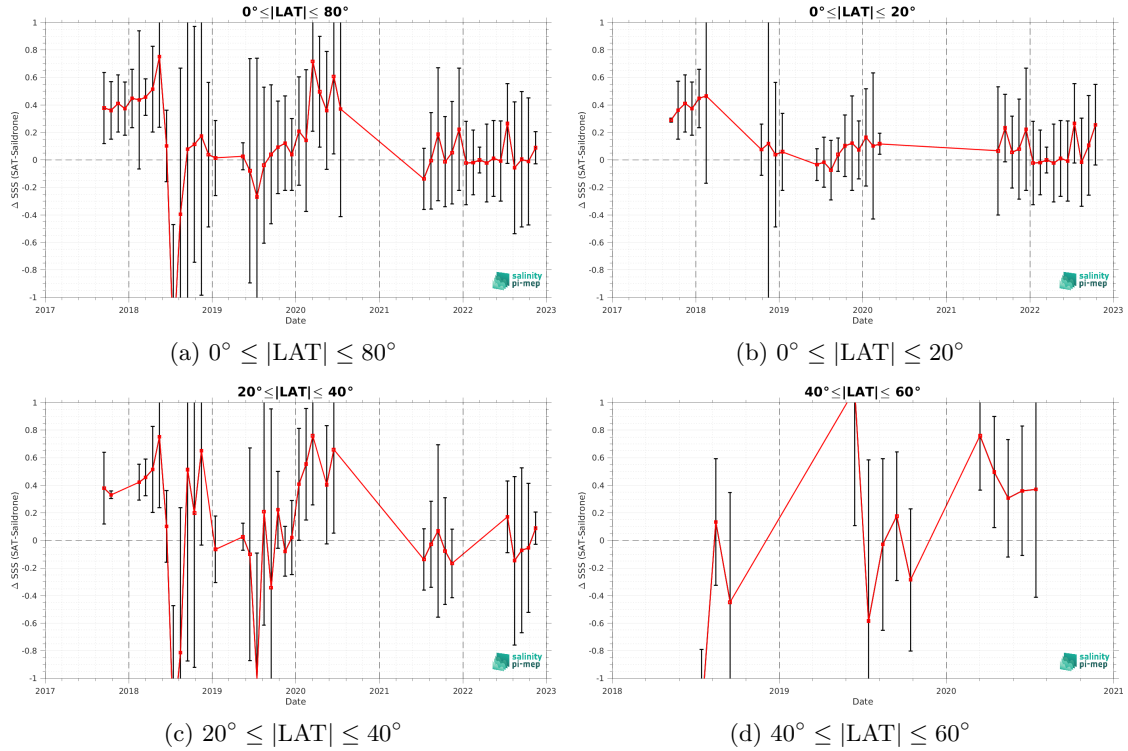 0°≤|LAT|≤ 80°
1
0.8
0.6
0.4
0.2
0
-0.2
-0.4
-0.6
-0.8
-1
Δ SSS (SAT-Saildrone)
salinity
pi-mep
2017 2018 2019 2020 2021 2022 2023
Date
(a) 0° ≤ |LAT| ≤ 80°
0°≤|LAT|≤ 20°
1
0.8
0.6
0.4
0.2
0
-0.2
-0.4
-0.6
-0.8
-1
Δ SSS (SAT-Saildrone)
salinity
pi-mep
2017 2018 2019 2020 2021 2022 2023
Date
(b) 0° ≤ |LAT| ≤ 20°
20°≤|LAT|≤ 40°
1
0.8
0.6
0.4
0.2
0
-0.2
-0.4
-0.6
-0.8
-1
Δ SSS (SAT-Saildrone)
salinity
pi-mep
2017 2018 2019 2020 2021 2022 2023
Date
(c) 20° ≤ |LAT| ≤ 40°
40°≤|LAT|≤ 60°
1
0.8
0.6
0.4
0.2
0
-0.2
-0.4
-0.6
-0.8
-1
Δ SSS (SAT-Saildrone)
salinity
pi-mep
2018 2019 2020 2021
Date
(d) 40° ≤ |LAT| ≤ 60°